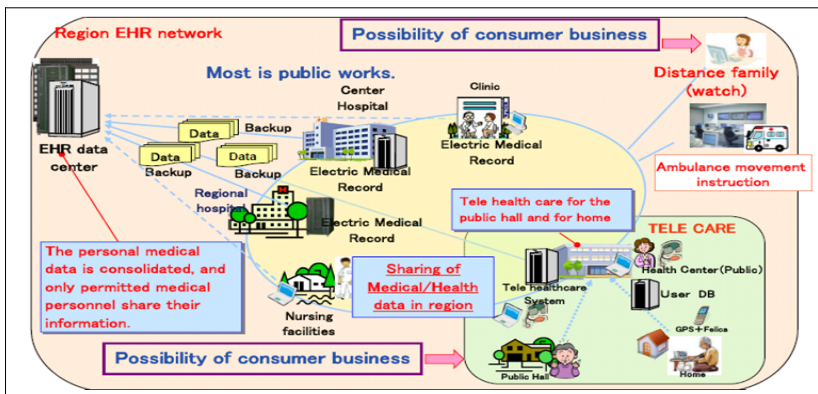 Region EHR network
Possibility of consumer business
Most is public works.
Distance family
(watch)
Clinic
Center
Hospital
Backup
Data
Data
Data
Backup
Backup
EHR data
center
Electric Medical
Record
Electric Medical
Record
Ambulance movement
instruction
Regional
hospital
Electric Medical
Record
Tele health care for the
public hall and for home
TELE CARE
The personal medical
data is consolidated, and
only permitted medical
personnel share their
information.
Sharing of
Medical/Health
data in region
Health Center(Public)
Tele healthcare
System
User DB
Nursing
facilities
GPS+Felica
Possibility of consumer business
Public Hall
Home